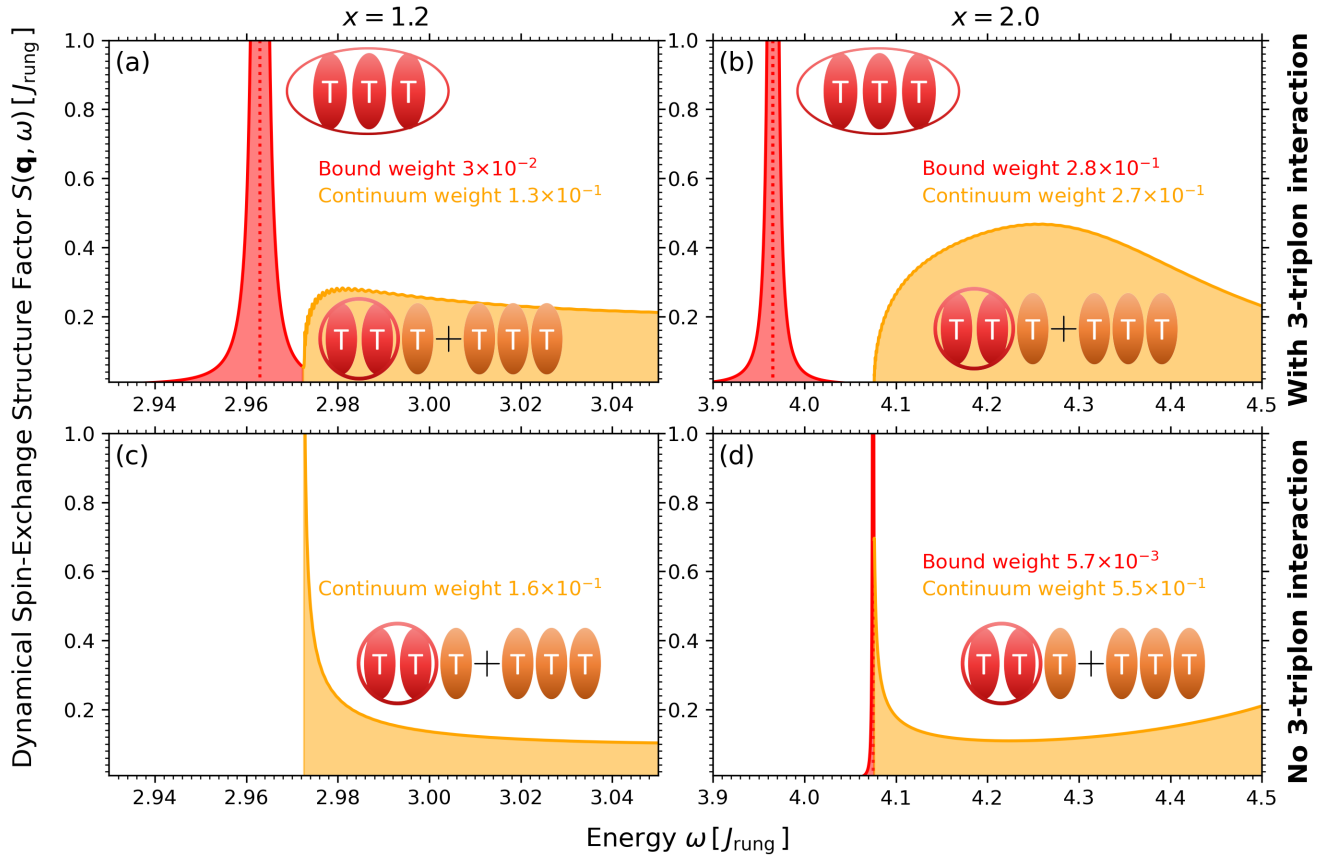 x = 1.2
x = 2.0
Dynamical Spin-Exchange Structure Factor S(q, ω) [J_rung]
(a)
1.0
0.8
0.6
0.4
0.2
T T T
Bound weight 3×10⁻²
Continuum weight 1.3×10⁻¹
T T T + T T T
2.94 2.96 2.98 3.00 3.02 3.04
(b)
1.0
0.8
0.6
0.4
0.2
T T T
Bound weight 2.8×10⁻¹
Continuum weight 2.7×10⁻¹
T T T + T T T
3.9 4.0 4.1 4.2 4.3 4.4 4.5
With 3-triplon interaction
(c)
1.0
0.8
0.6
0.4
0.2
Continuum weight 1.6×10⁻¹
T T T + T T T
2.94 2.96 2.98 3.00 3.02 3.04
(d)
1.0
0.8
0.6
0.4
0.2
Bound weight 5.7×10⁻³
Continuum weight 5.5×10⁻¹
T T T + T T T
3.9 4.0 4.1 4.2 4.3 4.4 4.5
No 3-triplon interaction
Energy ω [J_rung]